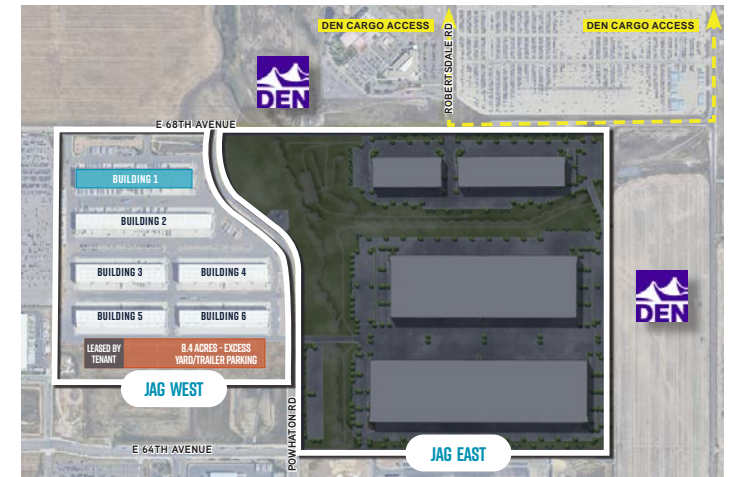 DEN CARGO ACCESS
DEN CARGO ACCESS
ROBERTSDALE RD
DEN
E 68TH AVENUE
BUILDING 1
BUILDING 2
BUILDING 3
BUILDING 4
BUILDING 5
BUILDING 6
LEASED BY
TENANT
8.4 ACRES - EXCESS
YARD/TRAILER PARKING
DEN
JAG WEST
POWHATON RD
E 64TH AVENUE
JAG EAST